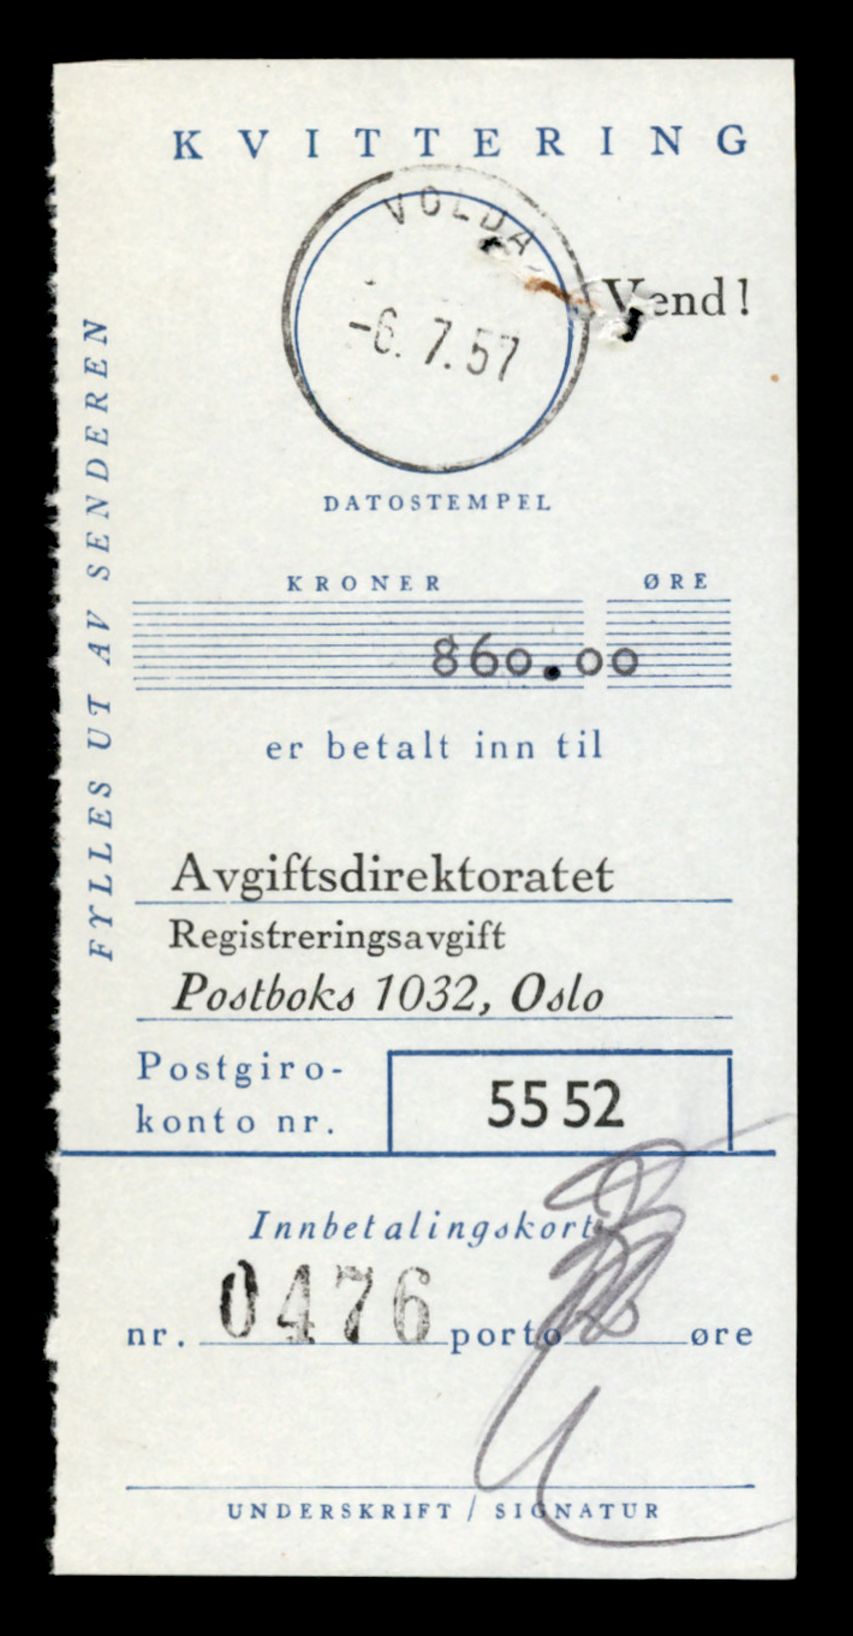 KVITTERING
VOLDA
-6.7.57
Vend!
DATOSTEMPEL
FYLLES UT AV SENDEREN
KRONER ØRE
860.00
er betalt inn til
Avgiftsdirektoratet
Registreringsavgift
Postboks 1032, Oslo
Postgiro-
konto nr. 5552
Innbetalingskort
nr. 0476 porto øre
UNDERSKRIFT / SIGNATUR